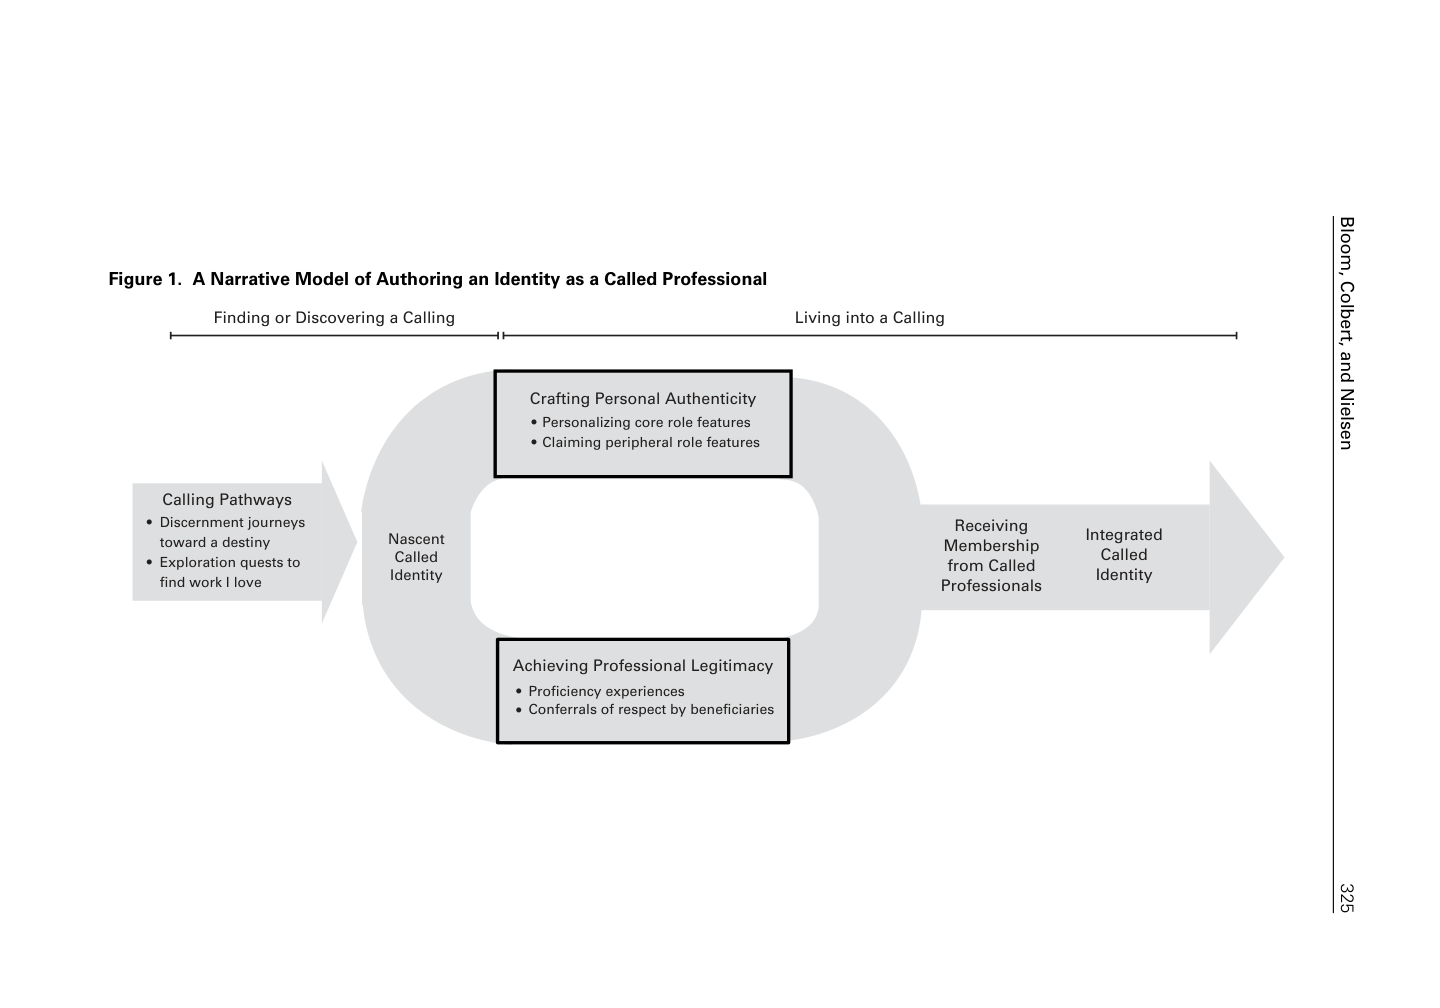 Figure 1. A Narrative Model of Authoring an Identity as a Called Professional
Finding or Discovering a Calling
Living into a Calling
Calling Pathways
• Discernment journeys
toward a destiny
• Exploration quests to
find work I love
Nascent
Called
Identity
Crafting Personal Authenticity
• Personalizing core role features
• Claiming peripheral role features
Achieving Professional Legitimacy
• Proficiency experiences
• Conferrals of respect by beneficiaries
Receiving
Membership
from Called
Professionals
Integrated
Called
Identity
Bloom, Colbert, and Nielsen
325